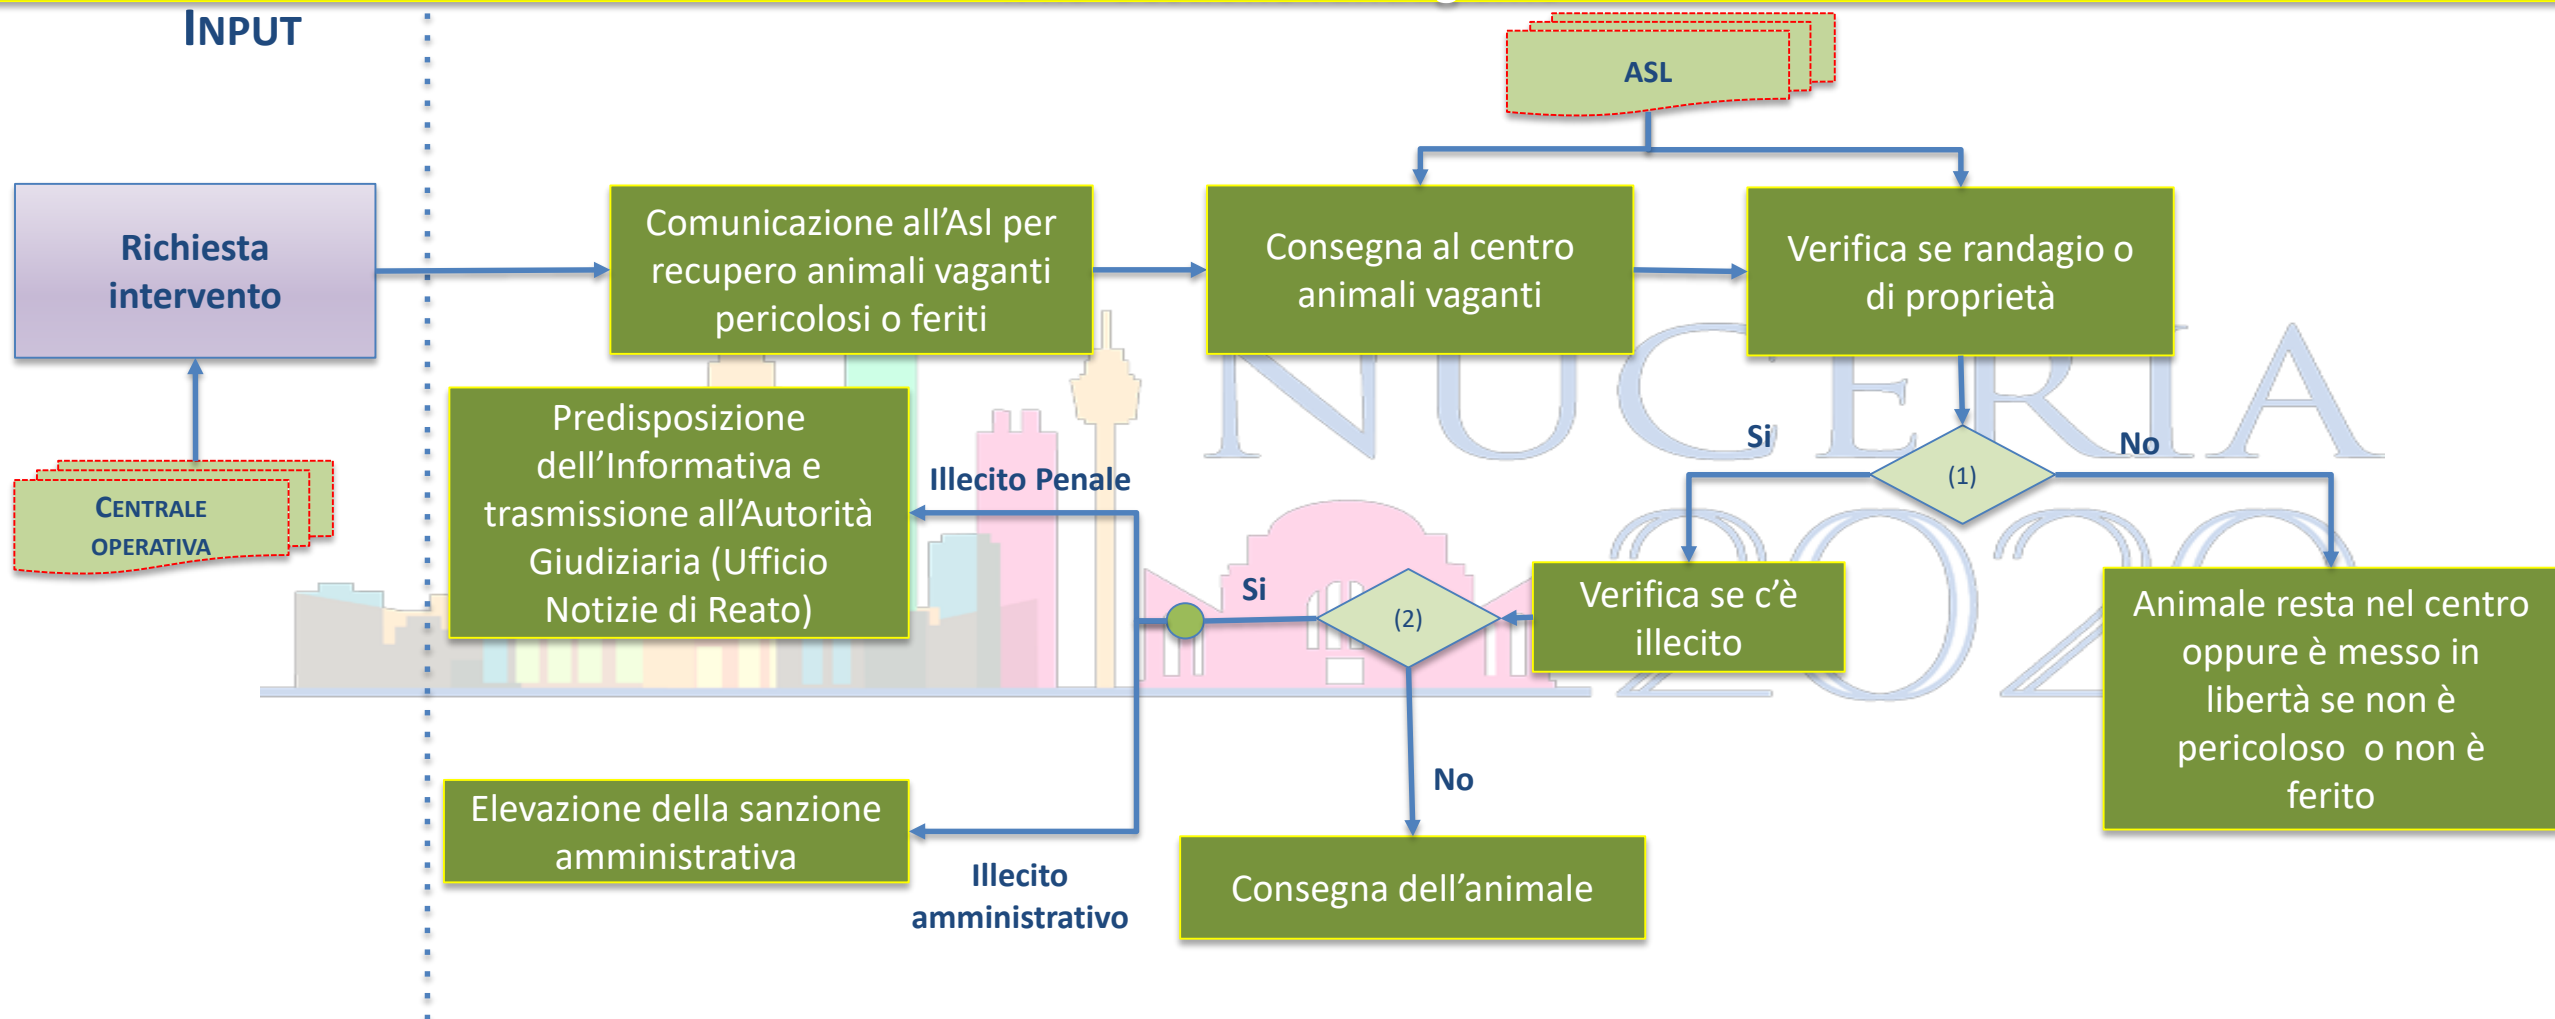 INPUT
ASL
Richiesta
intervento
Comunicazione all'Asl per
recupero animali vaganti
pericolosi o feriti
Consegna al centro
animali vaganti
Verifica se randagio o
di proprietà
CENTRALE
OPERATIVA
Predisposizione
dell'Informativa e
trasmissione all'Autorità
Giudiziaria (Ufficio
Notizie di Reato)
Illecito Penale
Si
(1)
No
Si
(2)
Verifica se c'è
illecito
Animale resta nel centro
oppure è messo in
libertà se non è
pericoloso o non è
ferito
No
Elevazione della sanzione
amministrativa
Illecito
amministrativo
Consegna dell'animale
NUCERIA
2020